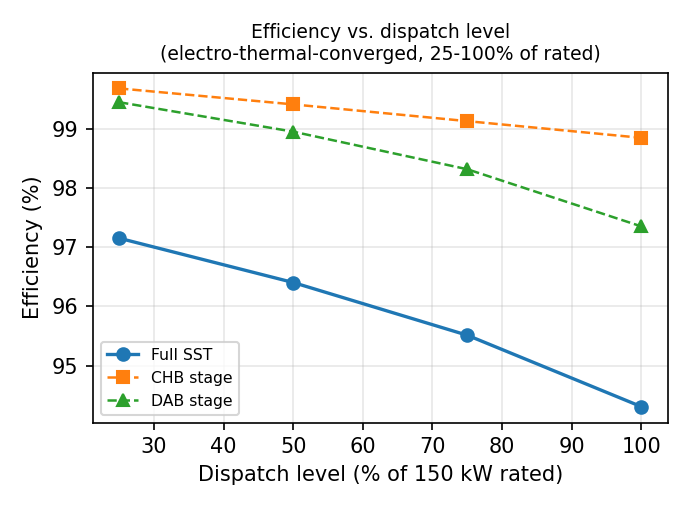 Efficiency vs. dispatch level
(electro-thermal-converged, 25-100% of rated)
Efficiency (%)
99
98
97
96
95
Full SST
CHB stage
DAB stage
30 40 50 60 70 80 90 100
Dispatch level (% of 150 kW rated)